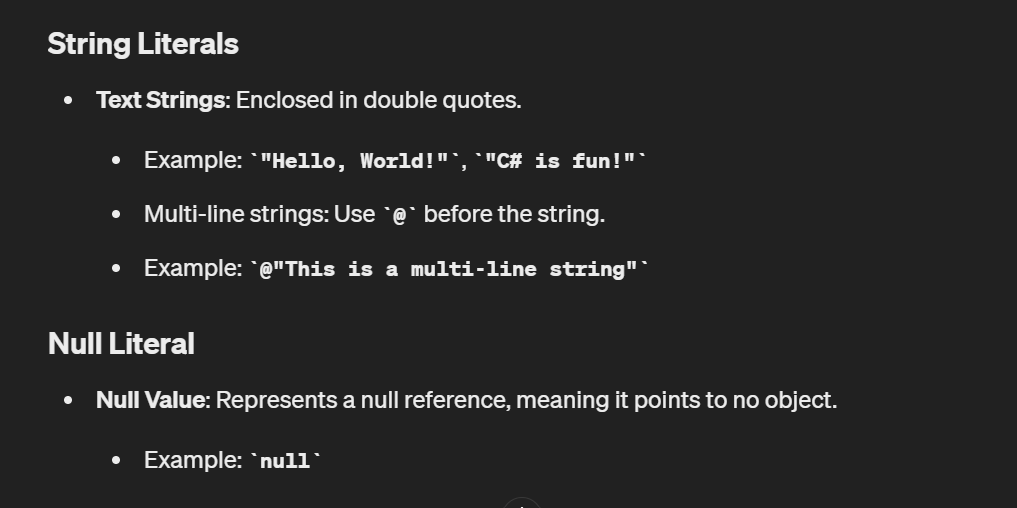 String Literals
Text Strings: Enclosed in double quotes.
Example: `"Hello, World!"`, `"C# is fun!"`
Multi-line strings: Use `@` before the string.
Example: `@"This is a multi-line string"`
Null Literal
Null Value: Represents a null reference, meaning it points to no object.
Example: `null`